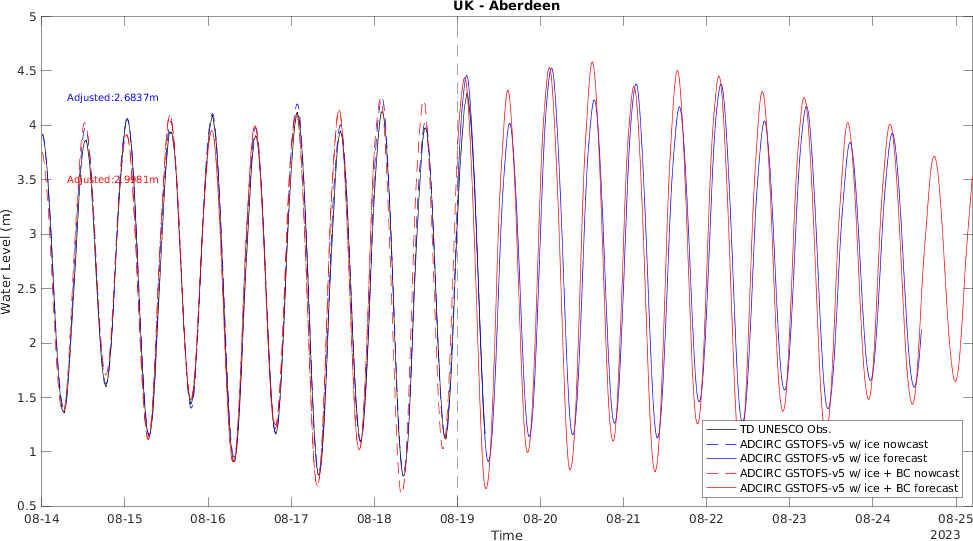 UK - Aberdeen
5
4.5
4
3.5
3
2.5
2
1.5
1
0.5
Water Level (m)
Adjusted:2.6837m
Adjusted:2.9981m
TD UNESCO Obs.
ADCIRC GSTOFS-v5 w/ ice nowcast
ADCIRC GSTOFS-v5 w/ ice forecast
ADCIRC GSTOFS-v5 w/ ice + BC nowcast
ADCIRC GSTOFS-v5 w/ ice + BC forecast
08-14 08-15 08-16 08-17 08-18 08-19 08-20 08-21 08-22 08-23 08-24 08-25
Time
2023